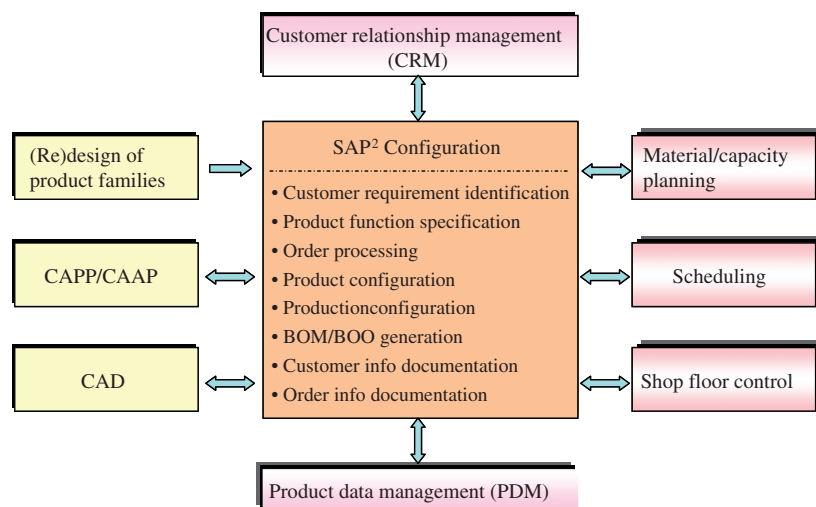 Customer relationship management
(CRM)
(Re)design of
product families
CAPP/CAAP
CAD
SAP² Configuration
• Customer requirement identification
• Product function specification
• Order processing
• Product configuration
• Productionconfiguration
• BOM/BOO generation
• Customer info documentation
• Order info documentation
Material/capacity
planning
Scheduling
Shop floor control
Product data management (PDM)